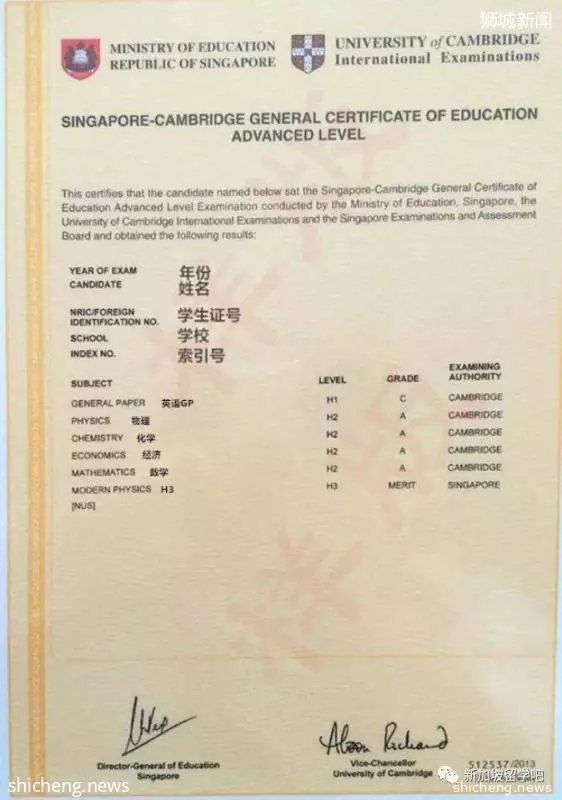 狮城新闻
MINISTRY OF EDUCATION
REPUBLIC OF SINGAPORE
UNIVERSITY of CAMBRIDGE
International Examinations
SINGAPORE-CAMBRIDGE GENERAL CERTIFICATE OF EDUCATION
ADVANCED LEVEL
This certifies that the candidate named below sat the Singapore-Cambridge General Certificate of
Education Advanced Level Examination conducted by the Ministry of Education, Singapore, the
University of Cambridge International Examinations and the Singapore Examinations and Assessment
Board and obtained the following results:
YEAR OF EXAM 年份
CANDIDATE 姓名
NRIC/FOREIGN
IDENTIFICATION NO. 学生证号
SCHOOL 学校
INDEX NO. 索引号
SUBJECT LEVEL GRADE EXAMINING
AUTHORITY
GENERAL PAPER 英语GP H1 C CAMBRIDGE
PHYSICS 物理 H2 A CAMBRIDGE
CHEMISTRY 化学 H2 A CAMBRIDGE
ECONOMICS 经济 H2 A CAMBRIDGE
MATHEMATICS 数学 H2 A CAMBRIDGE
MODERN PHYSICS H3 H3 MERIT SINGAPORE
[NUS]
Director-General of Education
Singapore
Vice-Chancellor
University of Cambridge
512537/2013
新加坡留学吧
shicheng.news
shicheng.news